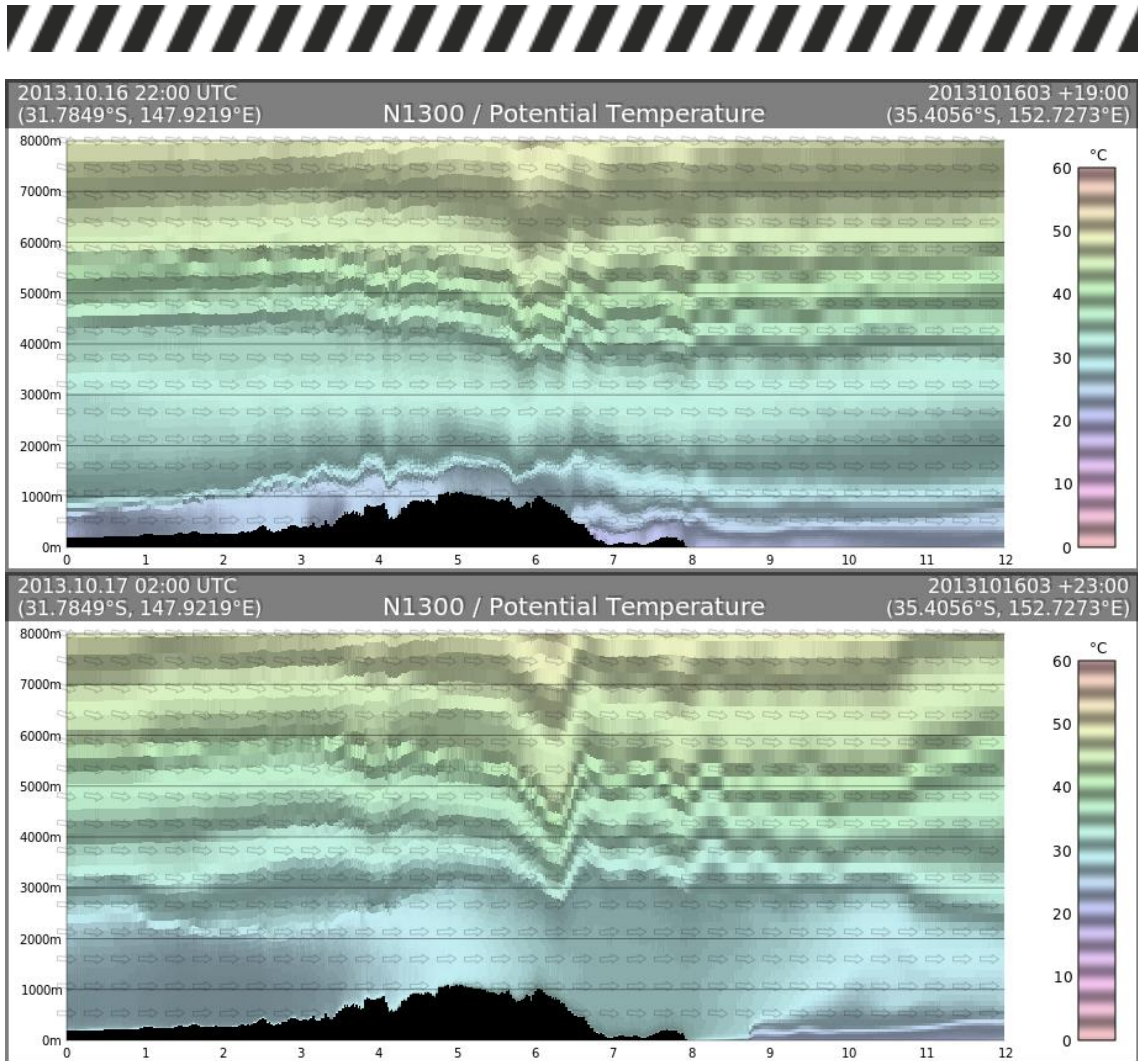 2013.10.16 22:00 UTC
2013101603 +19:00
(31.7849°S, 147.9219°E)
N1300 / Potential Temperature
(35.4056°S, 152.7273°E)
8000m
7000m
6000m
5000m
4000m
3000m
2000m
1000m
0m
0 1 2 3 4 5 6 7 8 9 10 11 12
°C
60
50
40
30
20
10
0
2013.10.17 02:00 UTC
2013101603 +23:00
(31.7849°S, 147.9219°E)
N1300 / Potential Temperature
(35.4056°S, 152.7273°E)
8000m
7000m
6000m
5000m
4000m
3000m
2000m
1000m
0m
0 1 2 3 4 5 6 7 8 9 10 11 12
°C
60
50
40
30
20
10
0